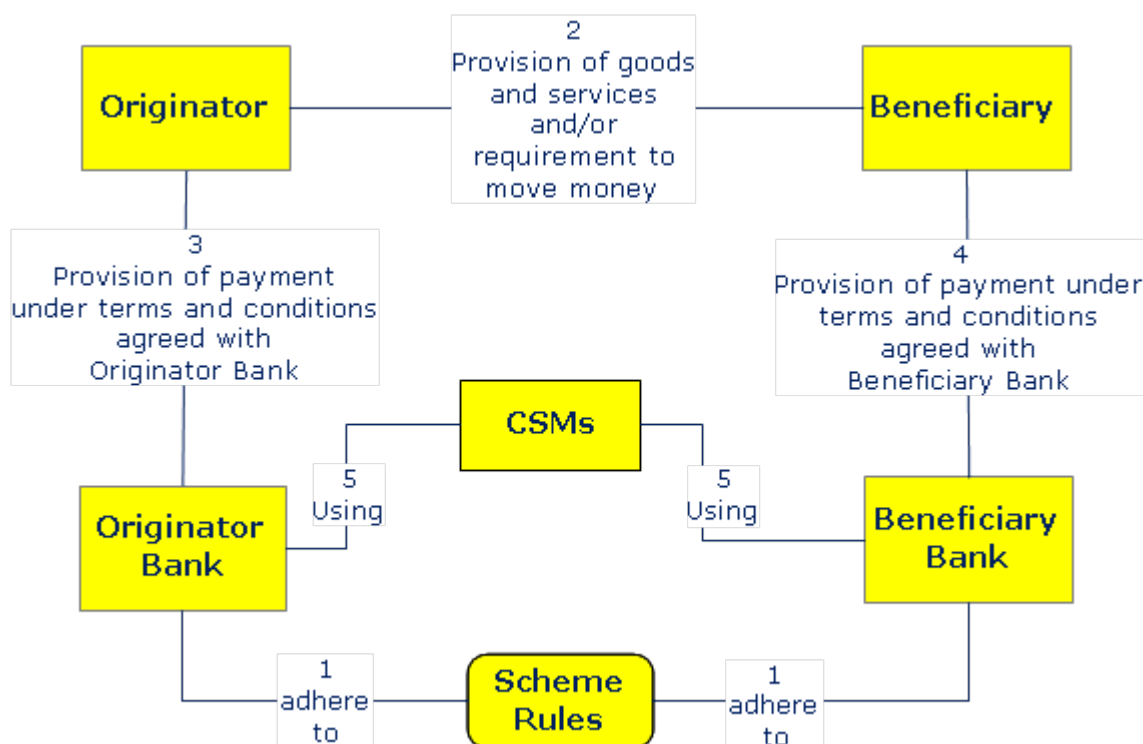 2
Provision of goods
and services
and/or
requirement to
move money
Originator
Beneficiary
3
Provision of payment
under terms and conditions
agreed with
Originator Bank
4
Provision of payment under
terms and conditions
agreed with
Beneficiary Bank
CSMs
5
Using
5
Using
Originator
Bank
Beneficiary
Bank
1
adhere
to
Scheme
Rules
1
adhere
to